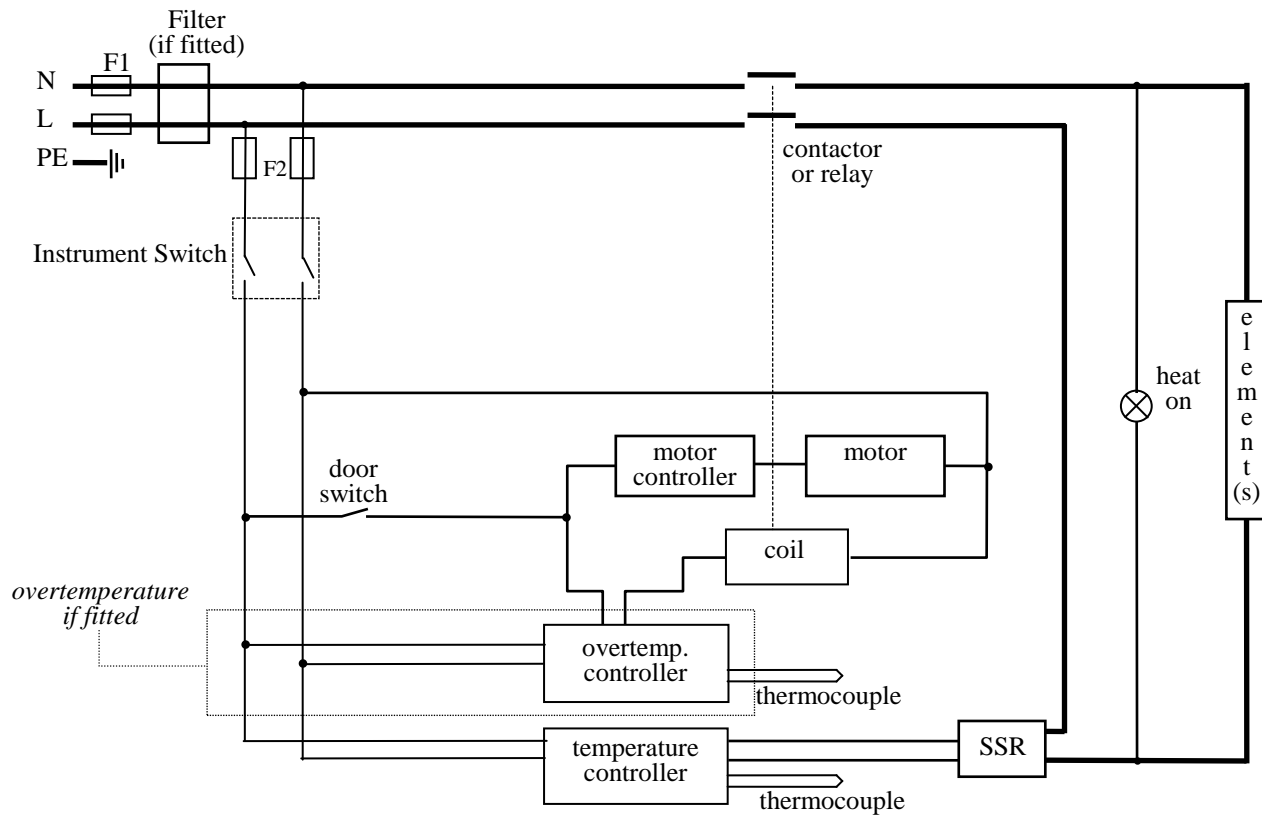 Filter
(if fitted)
F1
N
L
PE
F2
contactor
or relay
Instrument Switch
element(s)
heat
on
motor
controller
motor
door
switch
coil
overtemperature
if fitted
overtemp.
controller
thermocouple
temperature
controller
SSR
thermocouple